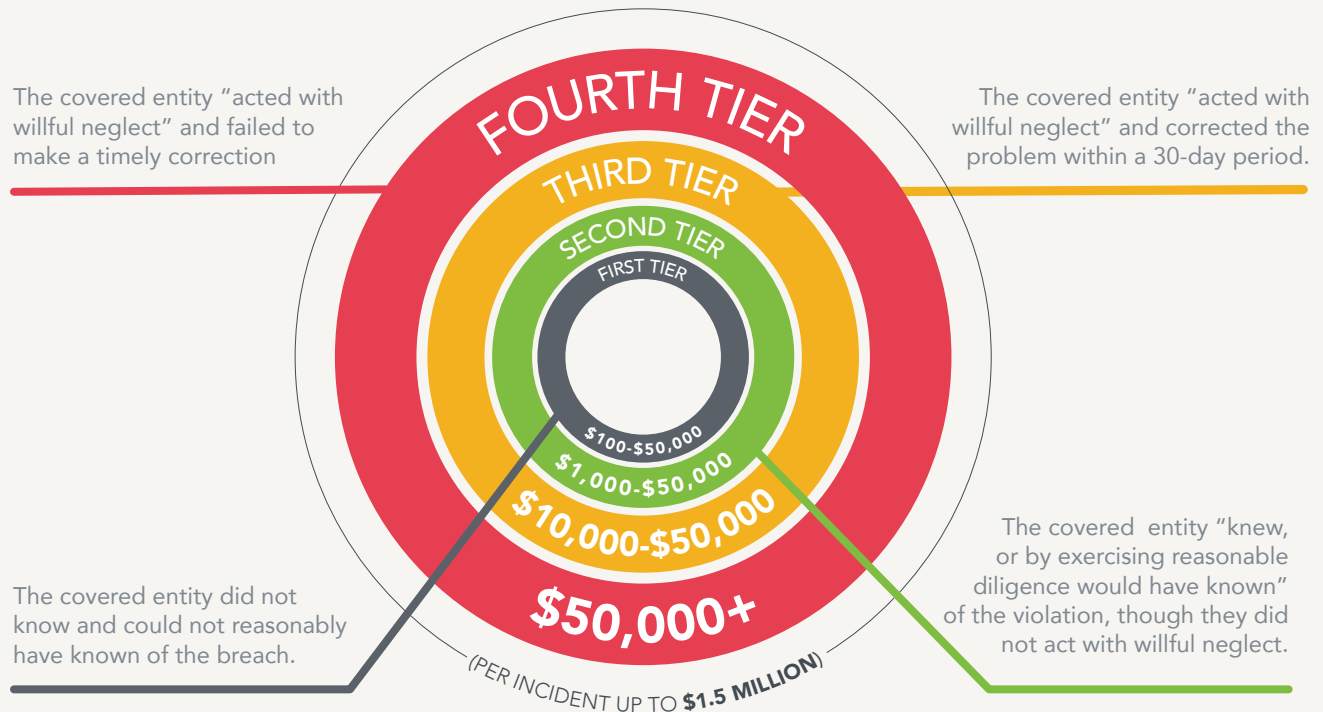 The covered entity “acted with
willful neglect” and failed to
make a timely correction
The covered entity “acted with
willful neglect” and corrected the
problem within a 30-day period.
FOURTH TIER
THIRD TIER
SECOND TIER
FIRST TIER
$100-$50,000
$1,000-$50,000
$10,000-$50,000
$50,000+
(PER INCIDENT UP TO $1.5 MILLION)
The covered entity did not
know and could not reasonably
have known of the breach.
The covered entity “knew,
or by exercising reasonable
diligence would have known”
of the violation, though they did
not act with willful neglect.